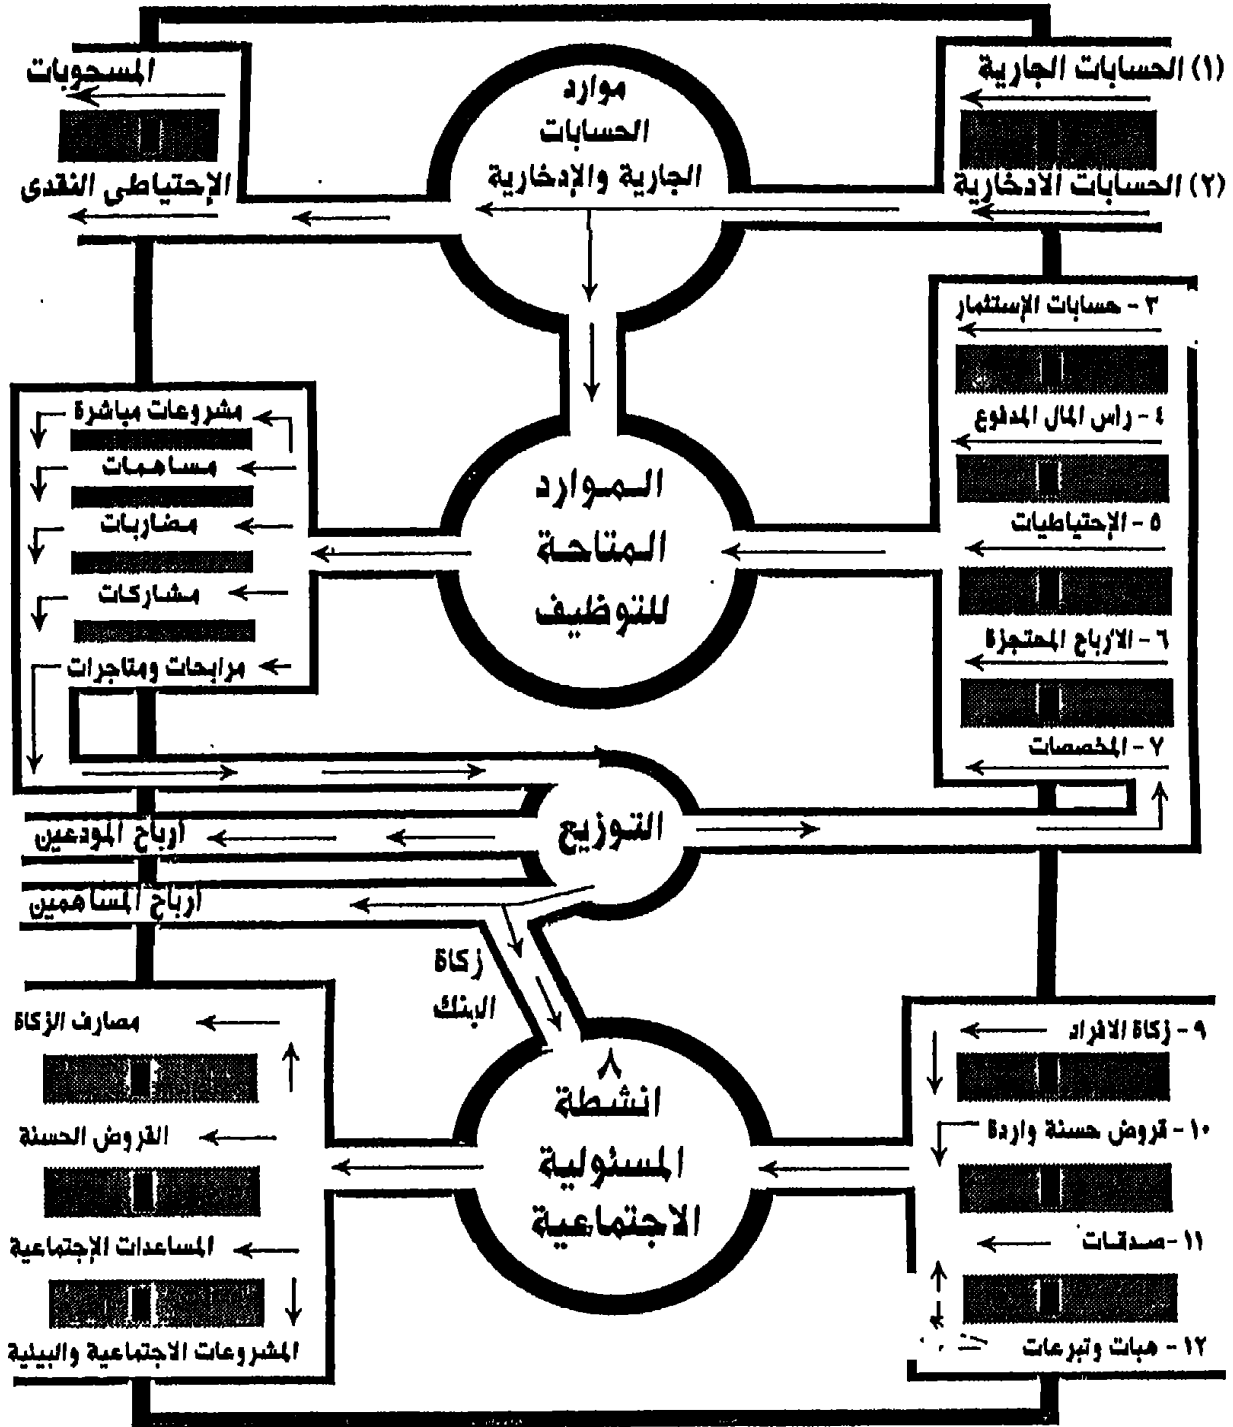 (١) الحسابات الجارية
(٢) الحسابات الادخارية
موارد
الحسابات
الجارية والإدخارية
المسحوبات
الإحتياطى النقدى
٣ - حسابات الإستثمار
٤ - راس المال المدفوع
٥ - الإحتياطيات
٦ - الارباح المحتجزة
٧ - المخصصات
الموارد
المتاحة
للتوظيف
مشروعات مباشرة
مساهمات
مضاربات
مشاركات
مرابحات ومتاجرات
التوزيع
ارباح المودعين
ارباح المساهمين
زكاة
البنك
٩ - زكاة الافراد
١٠ - قروض حسنة واردة
١١ - صدقات
١٢ - هبات وتبرعات
٨
انشطة
المسئولية
الاجتماعية
مصارف الزكاة
القروض الحسنة
المساعدات الإجتماعية
المشروعات الاجتماعية والبيئية